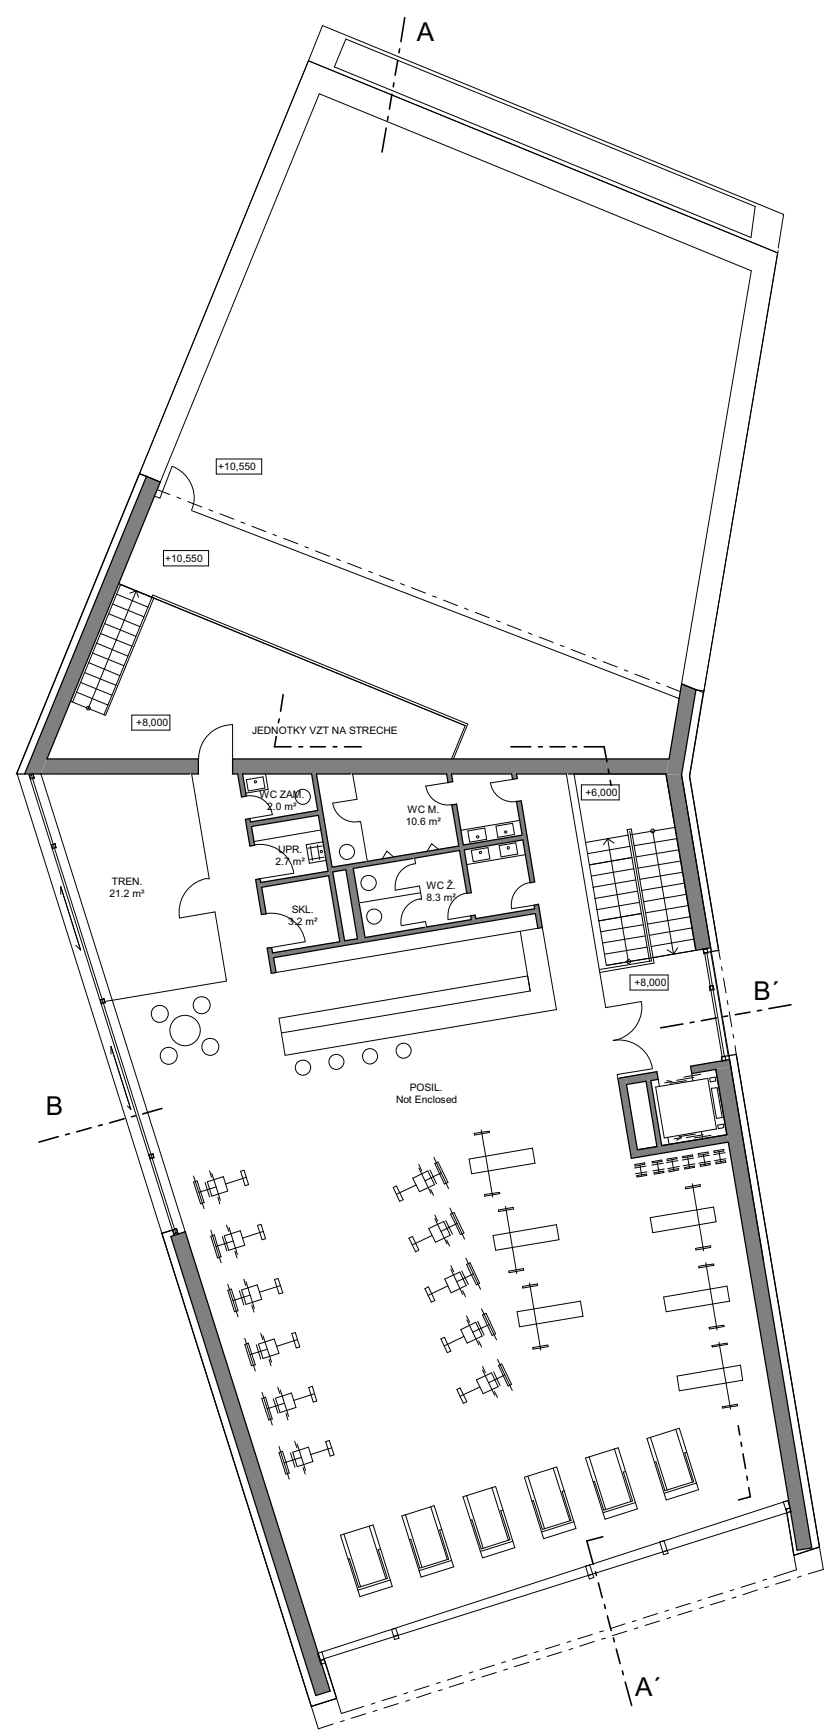 A
+10,550
+10,550
+8,000
JEDNOTKY VZT NA STRECHE
WC ZAM.
2.0 m²
WC M.
10.6 m²
+6,000
UPR.
2.7 m²
TREN.
21.2 m²
WC Ž.
8.3 m²
SKL.
3.2 m²
+8,000
B´
POSIL.
Not Enclosed
B
A´